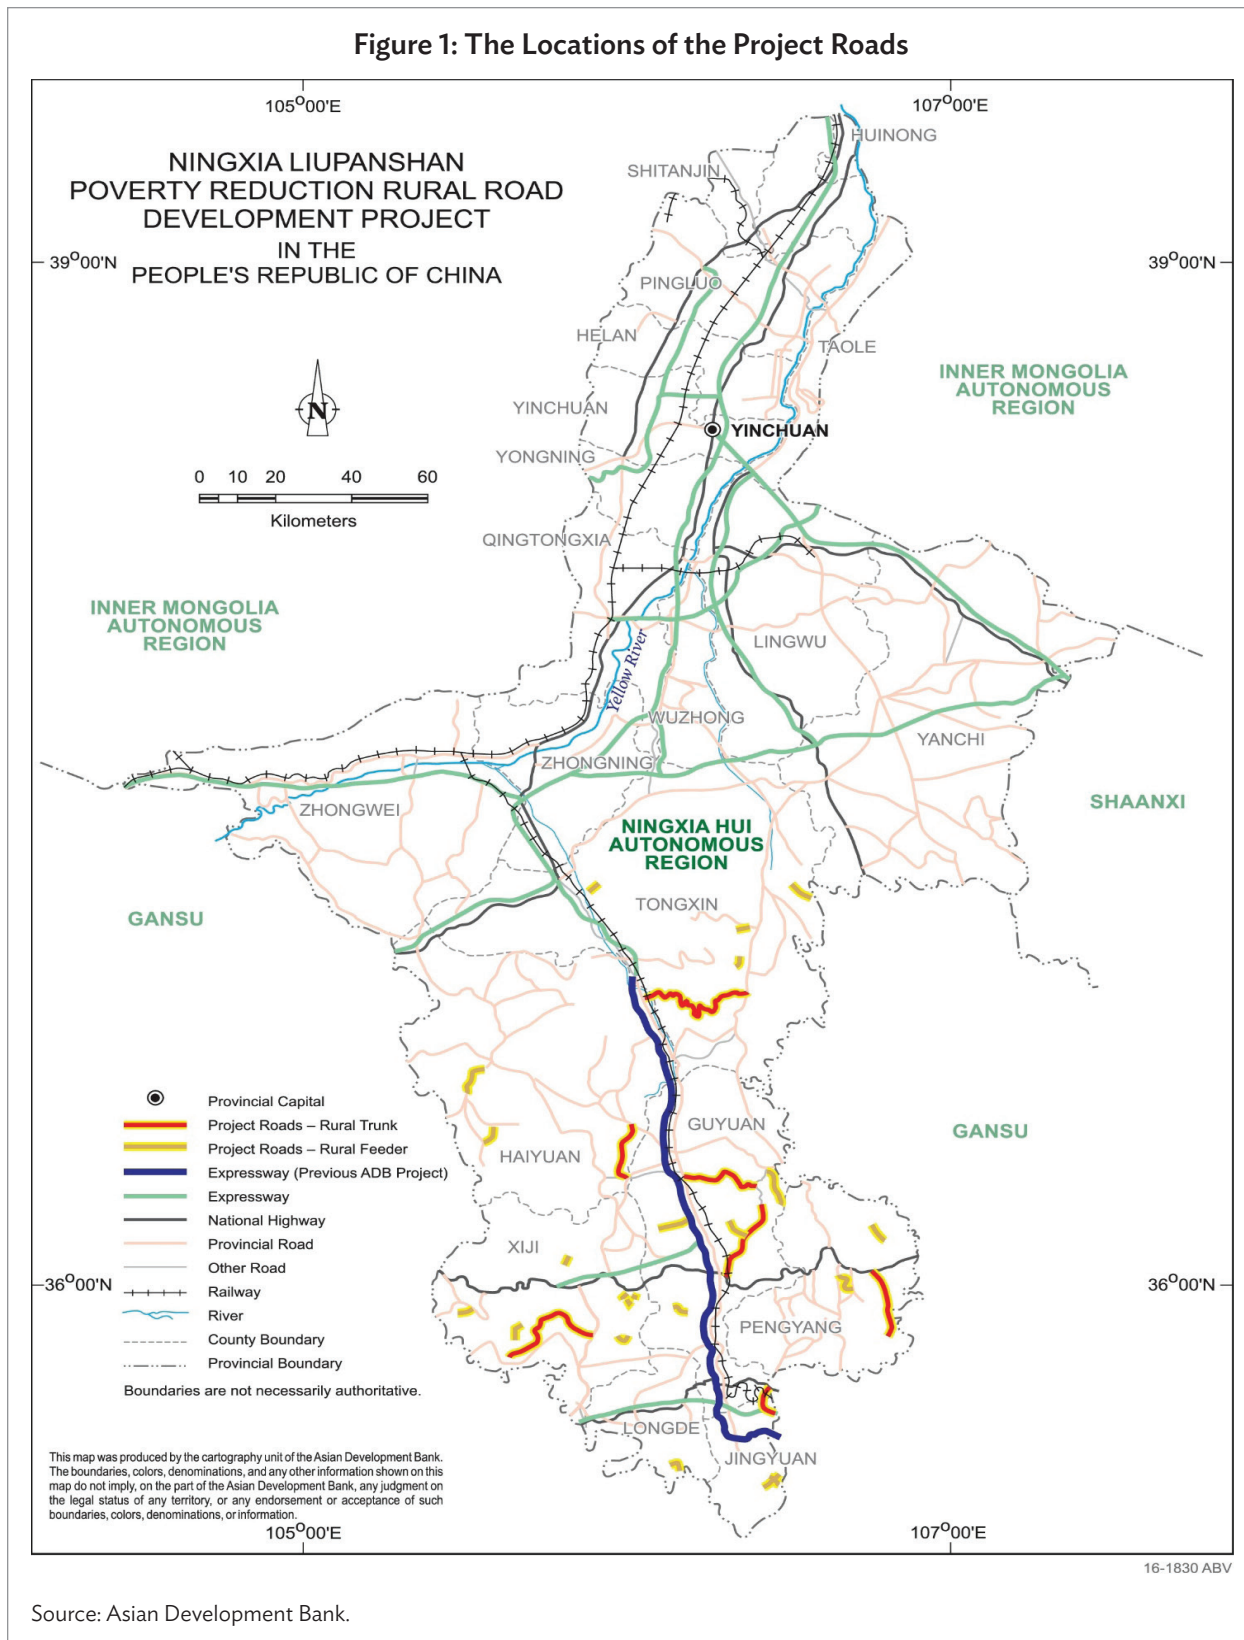 Figure 1: The Locations of the Project Roads
105°00'E
107°00'E
NINGXIA LIUPANSHAN
POVERTY REDUCTION RURAL ROAD
DEVELOPMENT PROJECT
IN THE
PEOPLE'S REPUBLIC OF CHINA
39°00'N
39°00'N
HUINONG
SHITANJIN
PINGLUO
HELAN
TAOLE
INNER MONGOLIA
AUTONOMOUS
REGION
N
YINCHUAN
YINCHUAN
YONGNING
0 10 20 40 60
Kilometers
QINGTONGXIA
INNER MONGOLIA
AUTONOMOUS
REGION
LINGWU
Yellow River
WUZHONG
YANCHI
ZHONGNING
ZHONGWEI
SHAANXI
NINGXIA HUI
AUTONOMOUS
REGION
GANSU
TONGXIN
GUYUAN
GANSU
HAIYUAN
XIJI
36°00'N
36°00'N
PENGYANG
LONGDE
JINGYUAN
Provincial Capital
Project Roads – Rural Trunk
Project Roads – Rural Feeder
Expressway (Previous ADB Project)
Expressway
National Highway
Provincial Road
Other Road
Railway
River
County Boundary
Provincial Boundary
Boundaries are not necessarily authoritative.
This map was produced by the cartography unit of the Asian Development Bank.
The boundaries, colors, denominations, and any other information shown on this
map do not imply, on the part of the Asian Development Bank, any judgment on
the legal status of any territory, or any endorsement or acceptance of such
boundaries, colors, denominations, or information.
105°00'E
107°00'E
16-1830 ABV
Source: Asian Development Bank.